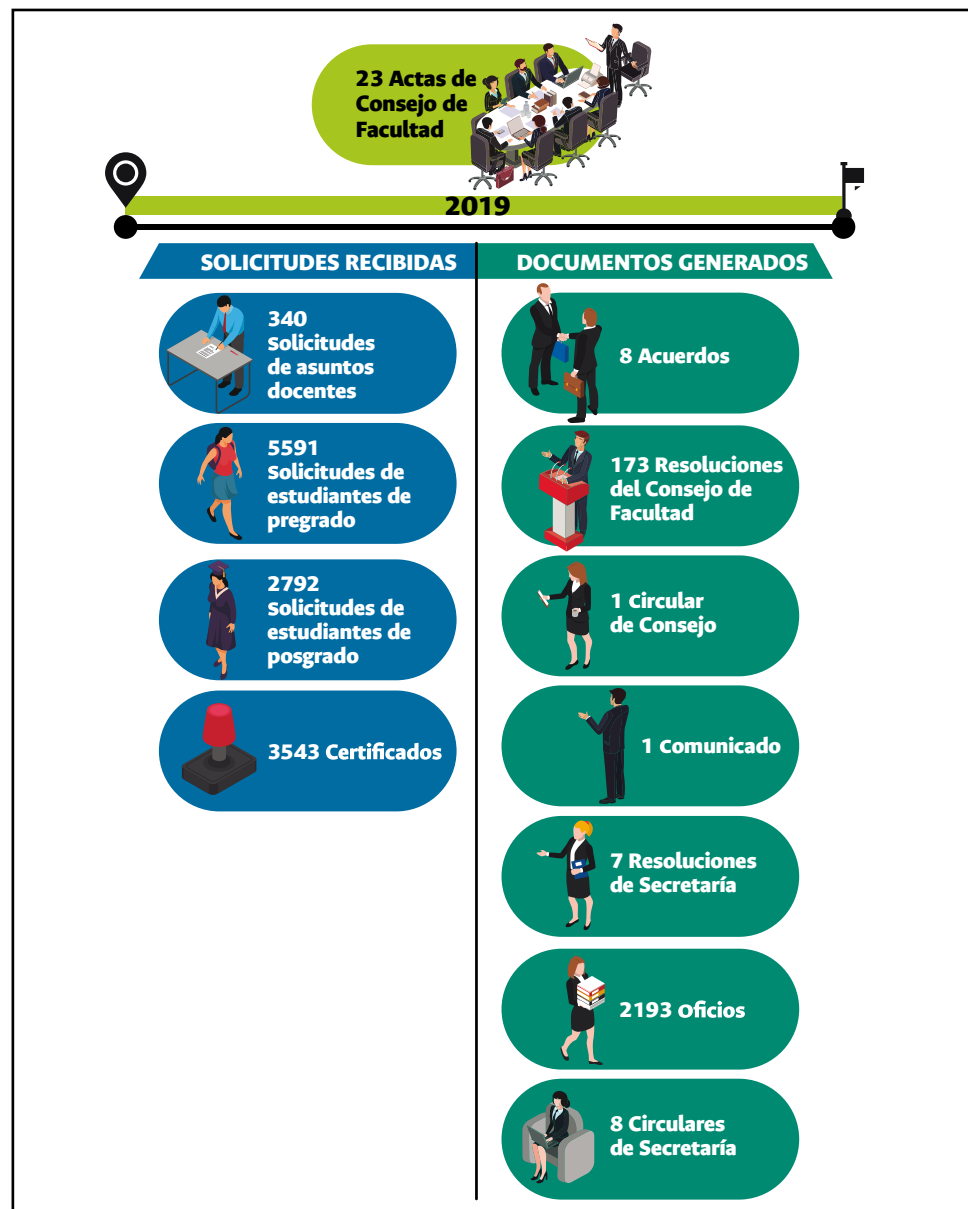 23 Actas de
Consejo de
Facultad
2019
SOLICITUDES RECIBIDAS
340
Solicitudes
de asuntos
docentes
5591
Solicitudes de
estudiantes de
pregrado
2792
Solicitudes de
estudiantes de
posgrado
3543 Certificados
DOCUMENTOS GENERADOS
8 Acuerdos
173 Resoluciones
del Consejo de
Facultad
1 Circular
de Consejo
1 Comunicado
7 Resoluciones
de Secretaría
2193 Oficios
8 Circulares
de Secretaría